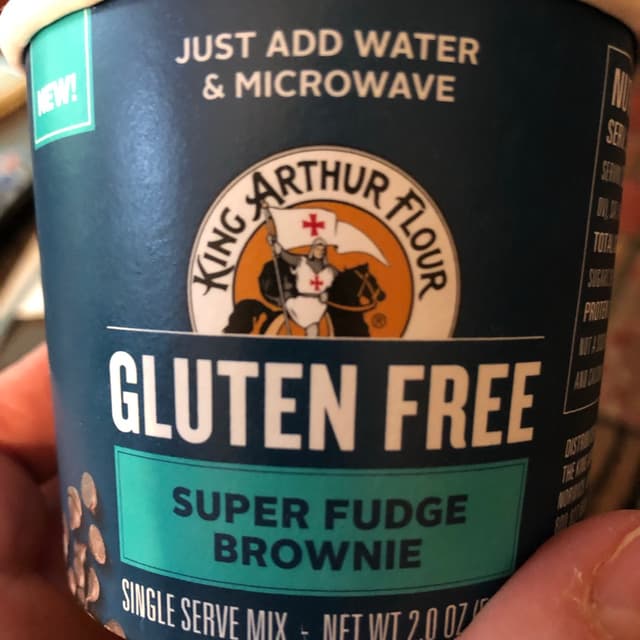 NEW!
JUST ADD WATER
& MICROWAVE
KING ARTHUR FLOUR
®
GLUTEN FREE
SUPER FUDGE
BROWNIE
SINGLE SERVE MIX - NET WT 2.0 OZ